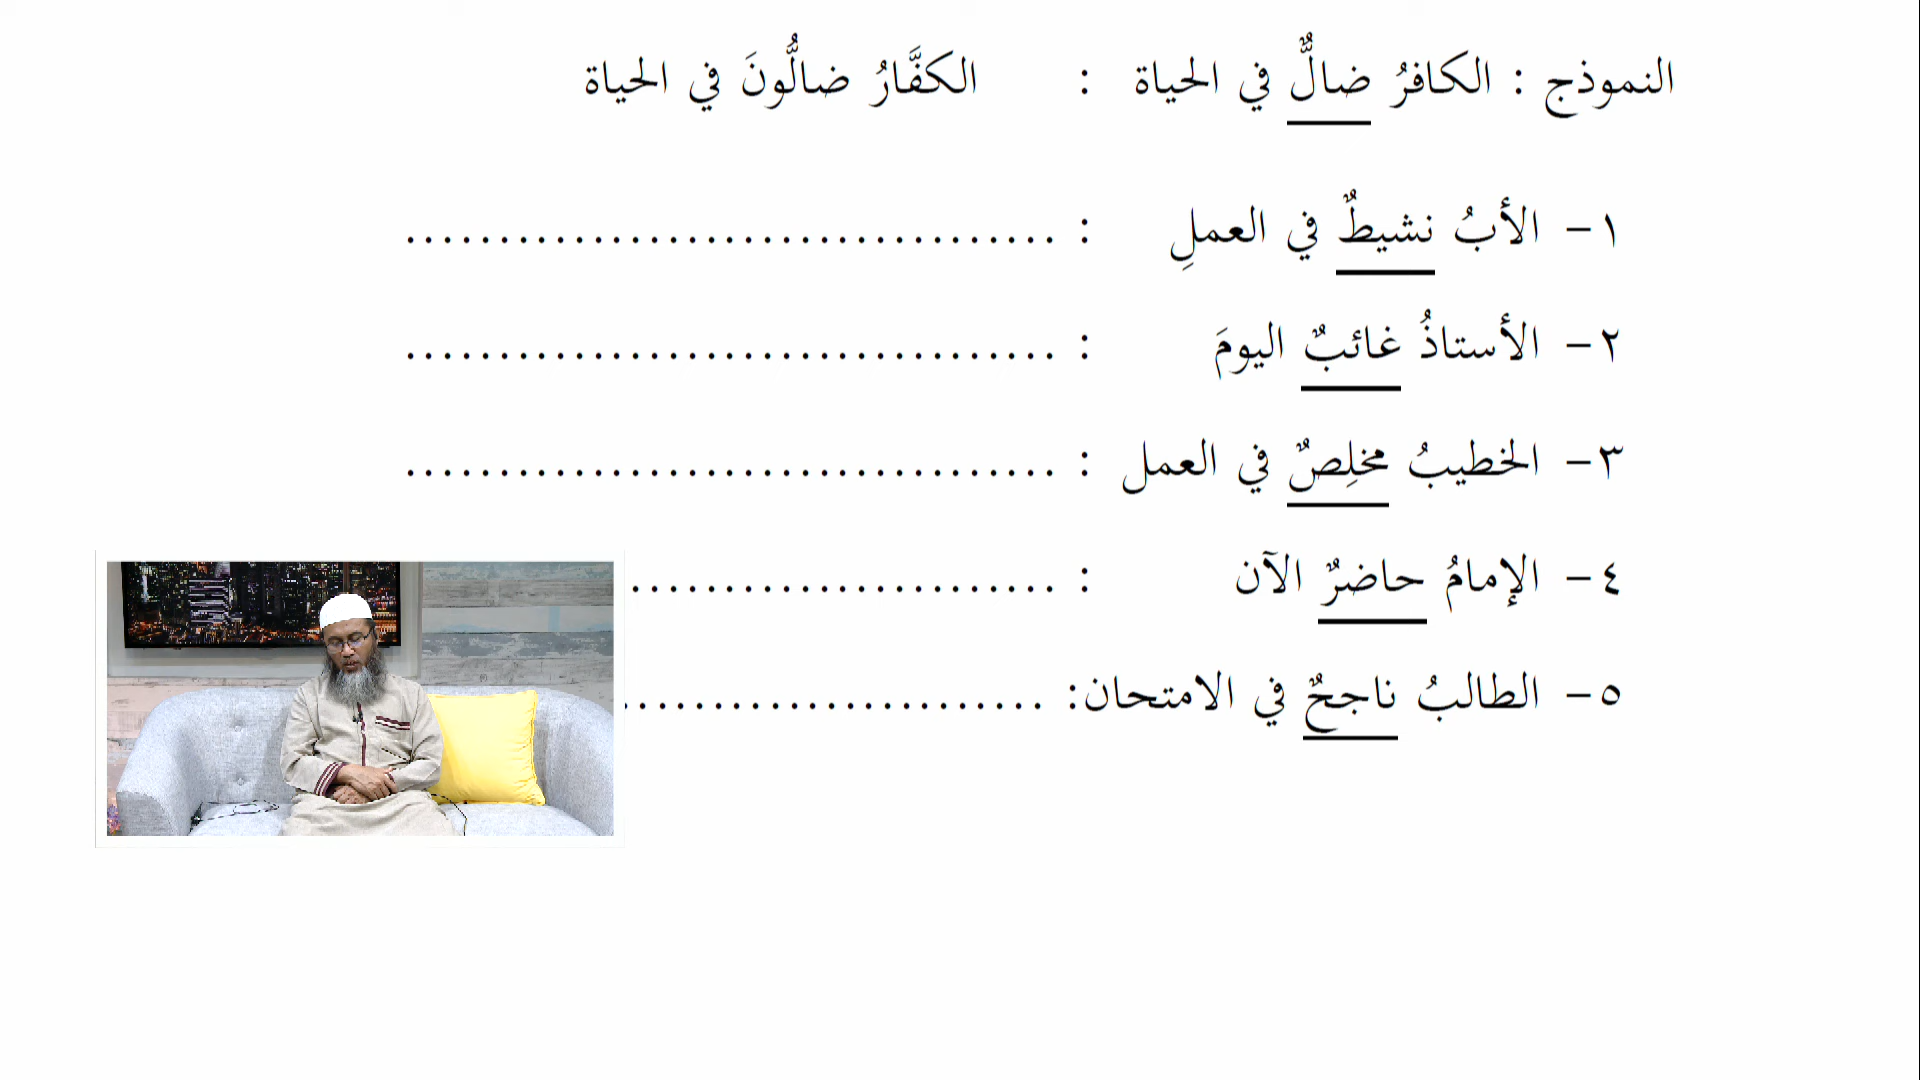 النموذج : الكافرُ ضالٌّ في الحياة : الكفَّارُ ضالُّونَ في الحياة
١- الأبُ نشيطٌ في العملِ : ...................................
٢- الأستاذُ غائبٌ اليومَ : ...................................
٣- الخطيبُ مخلِصٌ في العمل : ...................................
٤- الإمامُ حاضرٌ الآن : .......................
٥- الطالبُ ناجحٌ في الامتحان: .......................